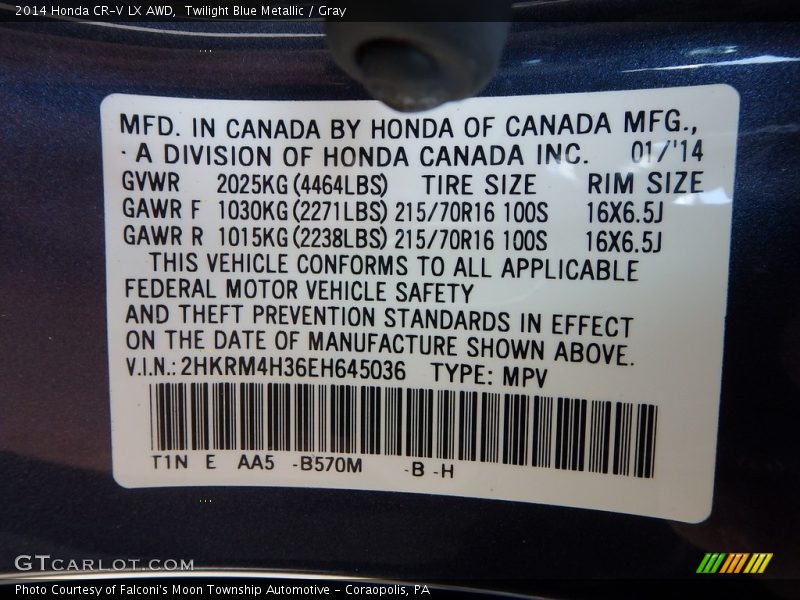 2014 Honda CR-V LX AWD,  Twilight Blue Metallic / Gray
MFD. IN CANADA BY HONDA OF CANADA MFG.,
A DIVISION OF HONDA CANADA INC. 01/'14
GVWR 2025KG(4464LBS) TIRE SIZE RIM SIZE
GAWR F 1030KG(2271LBS) 215/70R16 100S 16X6.5J
GAWR R 1015KG(2238LBS) 215/70R16 100S 16X6.5J
THIS VEHICLE CONFORMS TO ALL APPLICABLE
FEDERAL MOTOR VEHICLE SAFETY
AND THEFT PREVENTION STANDARDS IN EFFECT
ON THE DATE OF MANUFACTURE SHOWN ABOVE.
V.I.N.: 2HKRM4H36EH645036 TYPE: MPV
T1N E AA5 -B570M -B -H
GTCARLOT.COM
Photo Courtesy of Falconi's Moon Township Automotive - Coraopolis, PA